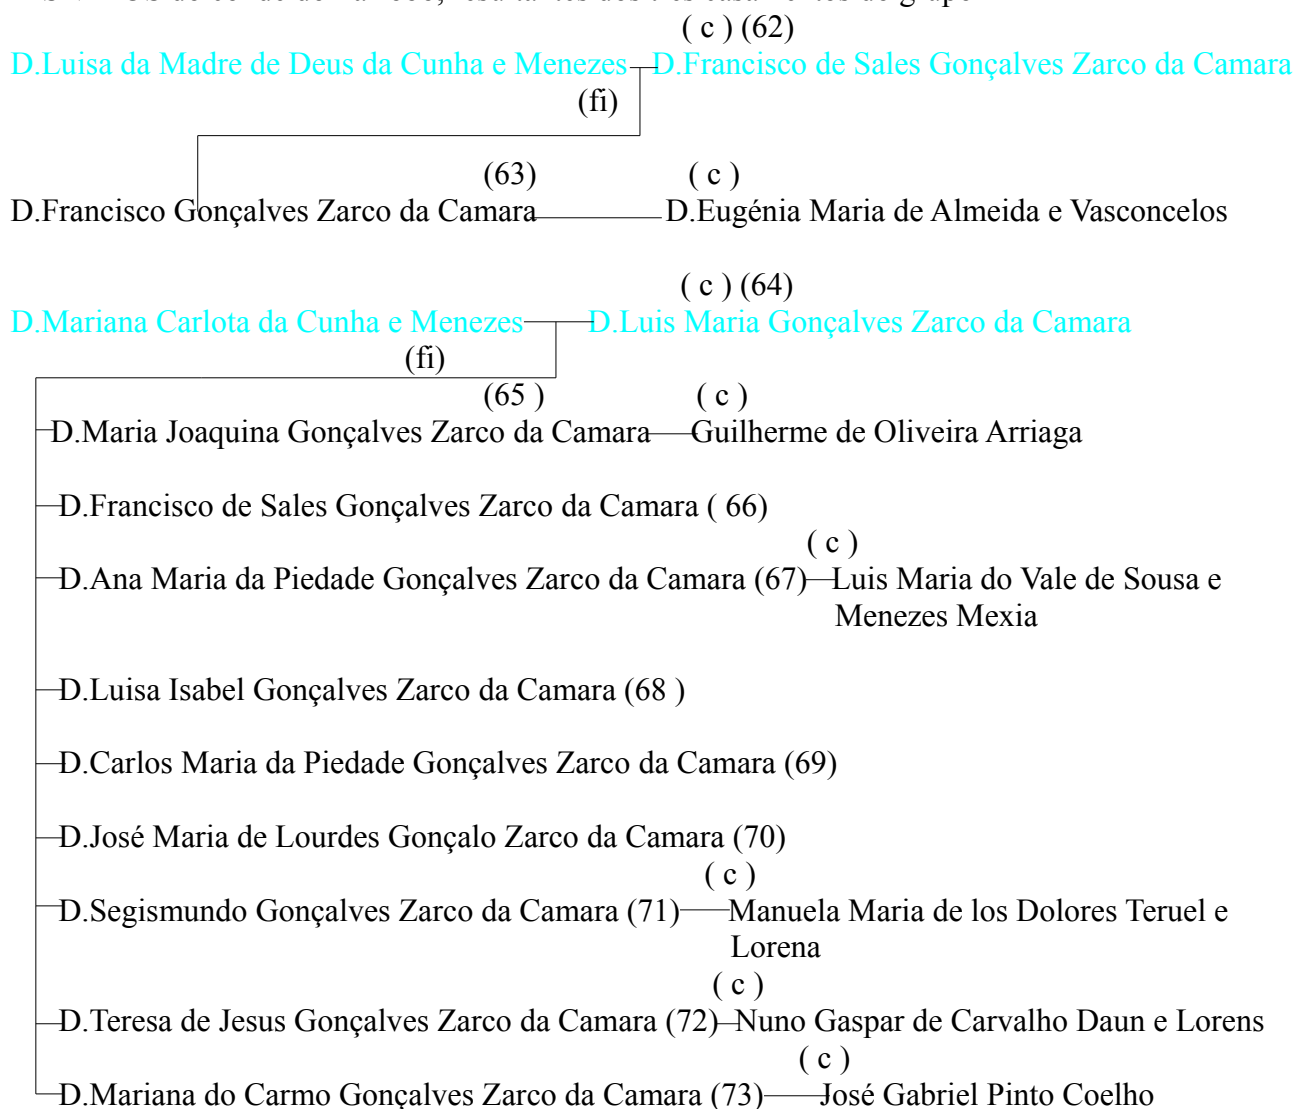 ( c ) (62)
D.Luisa da Madre de Deus da Cunha e Menezes D.Francisco de Sales Gonçalves Zarco da Camara
(fi)
(63) ( c )
D.Francisco Gonçalves Zarco da Camara D.Eugénia Maria de Almeida e Vasconcelos
( c ) (64)
D.Mariana Carlota da Cunha e Menezes D.Luis Maria Gonçalves Zarco da Camara
(fi)
(65 ) ( c )
D.Maria Joaquina Gonçalves Zarco da Camara Guilherme de Oliveira Arriaga
D.Francisco de Sales Gonçalves Zarco da Camara ( 66)
( c )
D.Ana Maria da Piedade Gonçalves Zarco da Camara (67) Luis Maria do Vale de Sousa e
Menezes Mexia
D.Luisa Isabel Gonçalves Zarco da Camara (68 )
D.Carlos Maria da Piedade Gonçalves Zarco da Camara (69)
D.José Maria de Lourdes Gonçalo Zarco da Camara (70)
( c )
D.Segismundo Gonçalves Zarco da Camara (71) Manuela Maria de los Dolores Teruel e
Lorena
( c )
D.Teresa de Jesus Gonçalves Zarco da Camara (72) Nuno Gaspar de Carvalho Daun e Lorens
( c )
D.Mariana do Carmo Gonçalves Zarco da Camara (73) José Gabriel Pinto Coelho